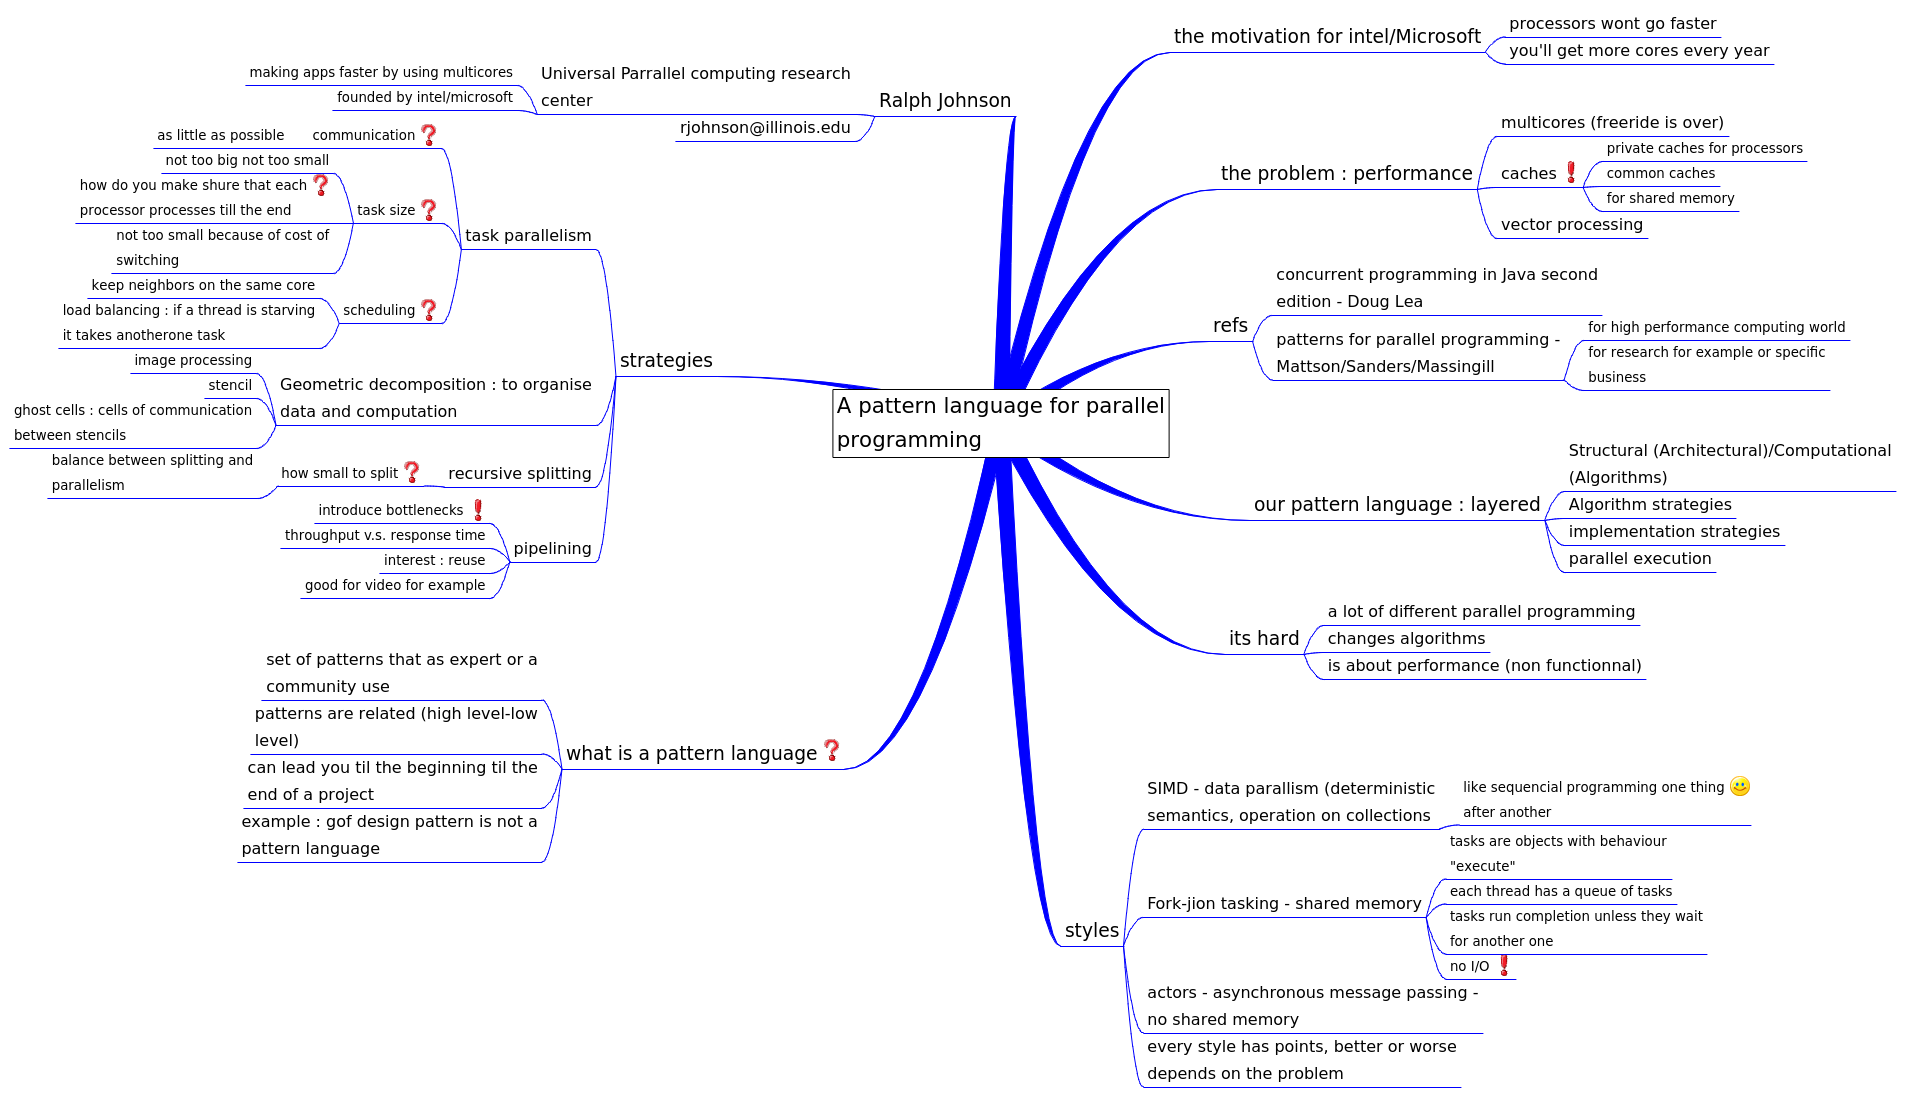 A pattern language for parallel
programming
the motivation for intel/Microsoft
processors wont go faster
you'll get more cores every year
the problem : performance
multicores (freeride is over)
caches
private caches for processors
common caches
for shared memory
vector processing
refs
concurrent programming in Java second
edition - Doug Lea
patterns for parallel programming -
Mattson/Sanders/Massingill
for high performance computing world
for research for example or specific
business
our pattern language : layered
Structural (Architectural)/Computational
(Algorithms)
Algorithm strategies
implementation strategies
parallel execution
its hard
a lot of different parallel programming
changes algorithms
is about performance (non functionnal)
styles
SIMD - data parallism (deterministic
semantics, operation on collections
like sequencial programming one thing
after another
Fork-jion tasking - shared memory
tasks are objects with behaviour
"execute"
each thread has a queue of tasks
tasks run completion unless they wait
for another one
no I/O
actors - asynchronous message passing -
no shared memory
every style has points, better or worse
depends on the problem
Ralph Johnson
Universal Parrallel computing research
center
making apps faster by using multicores
founded by intel/microsoft
rjohnson@illinois.edu
strategies
task parallelism
communication
as little as possible
task size
not too big not too small
how do you make shure that each
processor processes till the end
not too small because of cost of
switching
scheduling
keep neighbors on the same core
load balancing : if a thread is starving
it takes anotherone task
Geometric decomposition : to organise
data and computation
image processing
stencil
ghost cells : cells of communication
between stencils
recursive splitting
how small to split
balance between splitting and
parallelism
pipelining
introduce bottlenecks
throughput v.s. response time
interest : reuse
good for video for example
what is a pattern language
set of patterns that as expert or a
community use
patterns are related (high level-low
level)
can lead you til the beginning til the
end of a project
example : gof design pattern is not a
pattern language